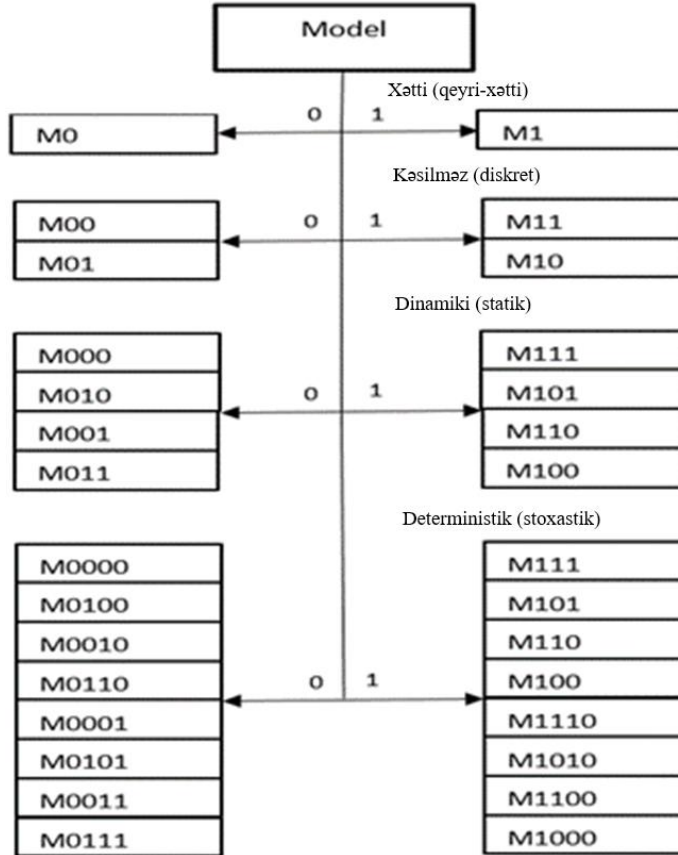 Model
Xətti (qeyri-xətti)
0 1
M0 M1
Kəsilməz (diskret)
M00 0 1 M11
M01 M10
Dinamiki (statik)
M000 M111
M010 0 1 M101
M001 M110
M011 M100
Deterministik (stoxastik)
M0000 M111
M0100 M101
M0010 M110
M0110 0 1 M100
M0001 M1110
M0101 M1010
M0011 M1100
M0111 M1000